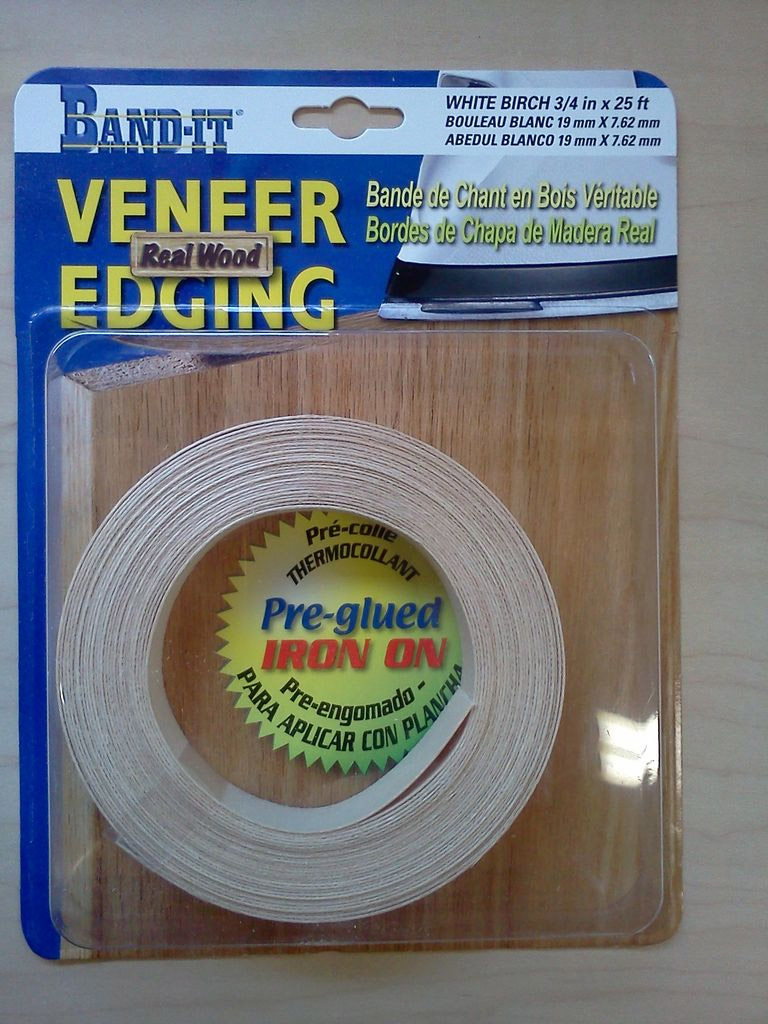 BAND-IT®
WHITE BIRCH 3/4 in x 25 ft
BOULEAU BLANC 19 mm X 7.62 mm
ABEDUL BLANCO 19 mm X 7.62 mm
VENEER
Real Wood
EDGING
Bande de Chant en Bois Véritable
Bordes de Chapa de Madera Real
Pré-colle
THERMOCOLLANT
Pre-glued
IRON ON
Pre-engomado -
PARA APLICAR CON PLANCHA